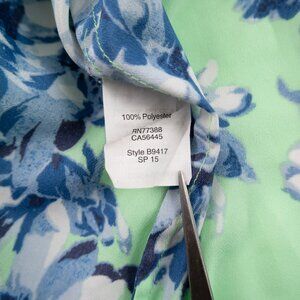 100% Polyester
RN77388
CA56445
Style B9417
SP 15